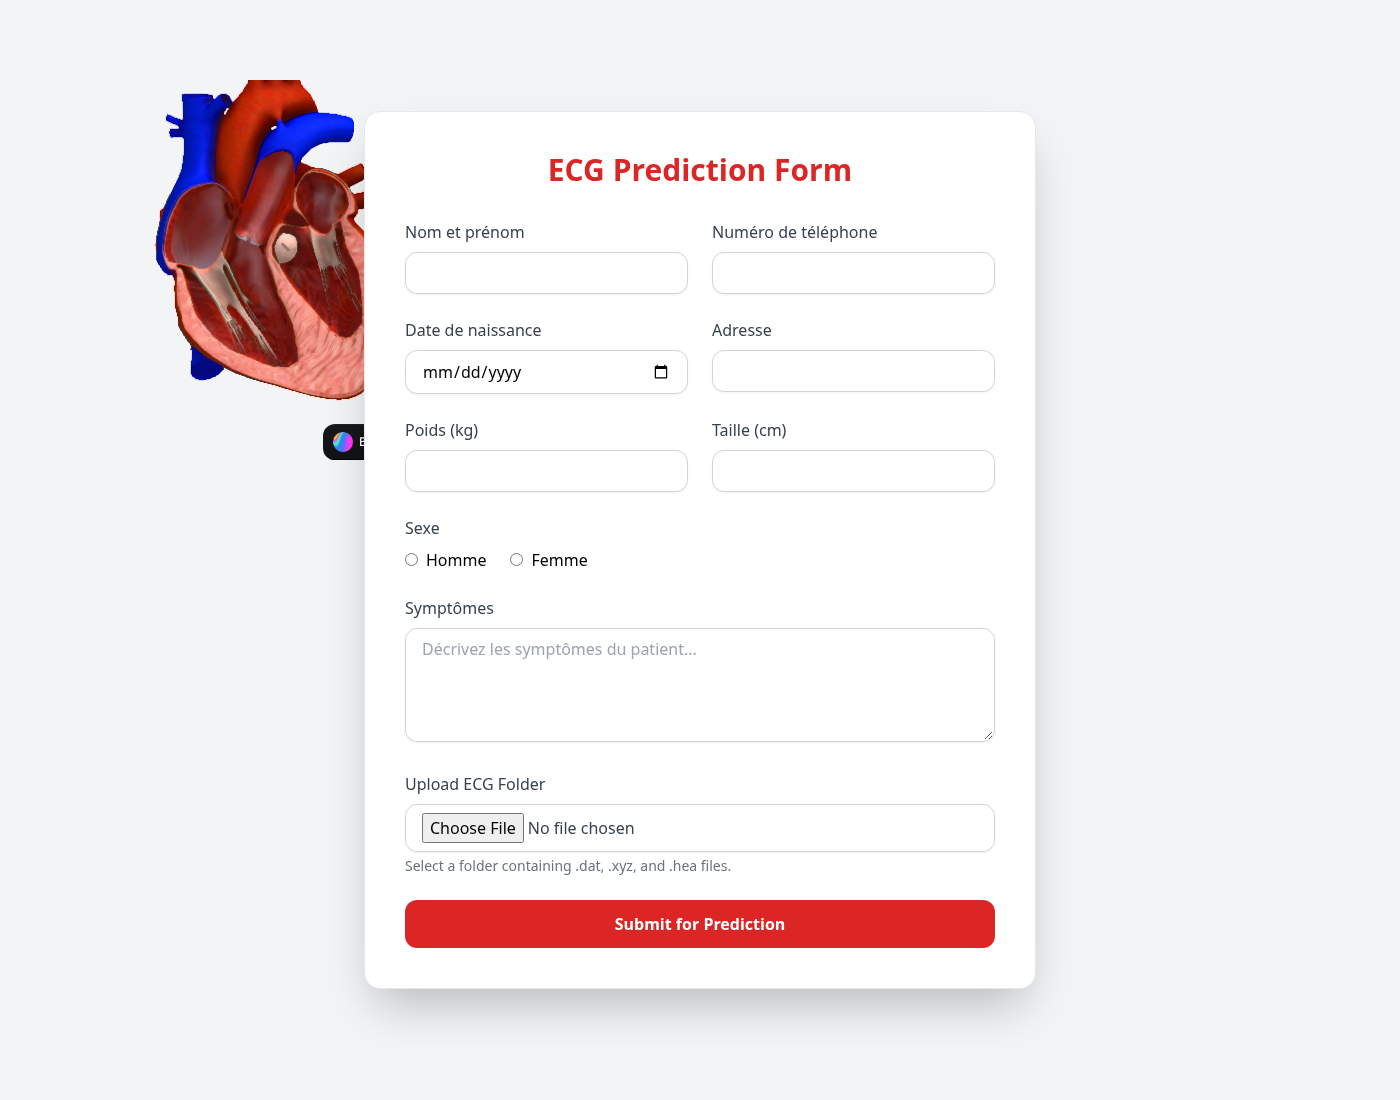 ECG Prediction Form
Nom et prénom
Numéro de téléphone
Date de naissance
Adresse
mm/dd/yyyy
Poids (kg)
Taille (cm)
Sexe
Homme
Femme
Symptômes
Décrivez les symptômes du patient...
Upload ECG Folder
Choose File No file chosen
Select a folder containing .dat, .xyz, and .hea files.
Submit for Prediction